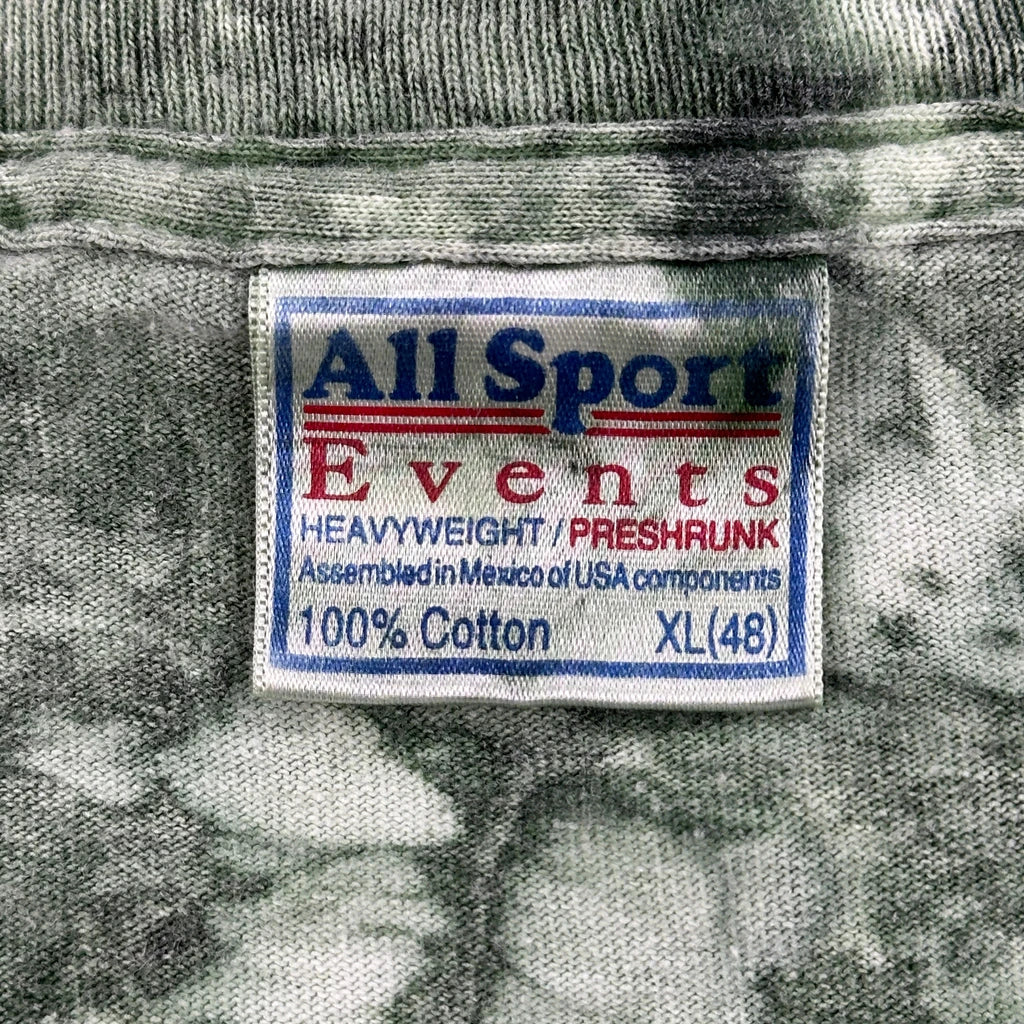 All Sport
Events
HEAVYWEIGHT / PRESHRUNK
Assembled in Mexico of USA components
100% Cotton XL(48)